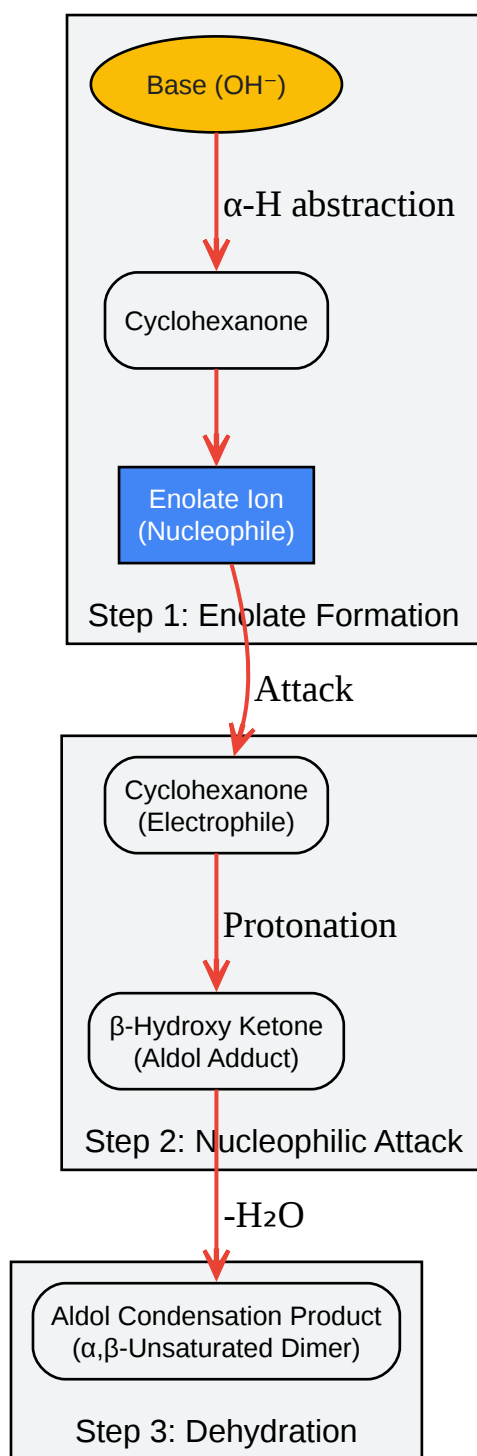 Base (OH⁻)
α-H abstraction
Cyclohexanone
Enolate Ion
(Nucleophile)
Step 1: Enolate Formation
Attack
Cyclohexanone
(Electrophile)
Protonation
β-Hydroxy Ketone
(Aldol Adduct)
Step 2: Nucleophilic Attack
-H₂O
Aldol Condensation Product
(α,β-Unsaturated Dimer)
Step 3: Dehydration